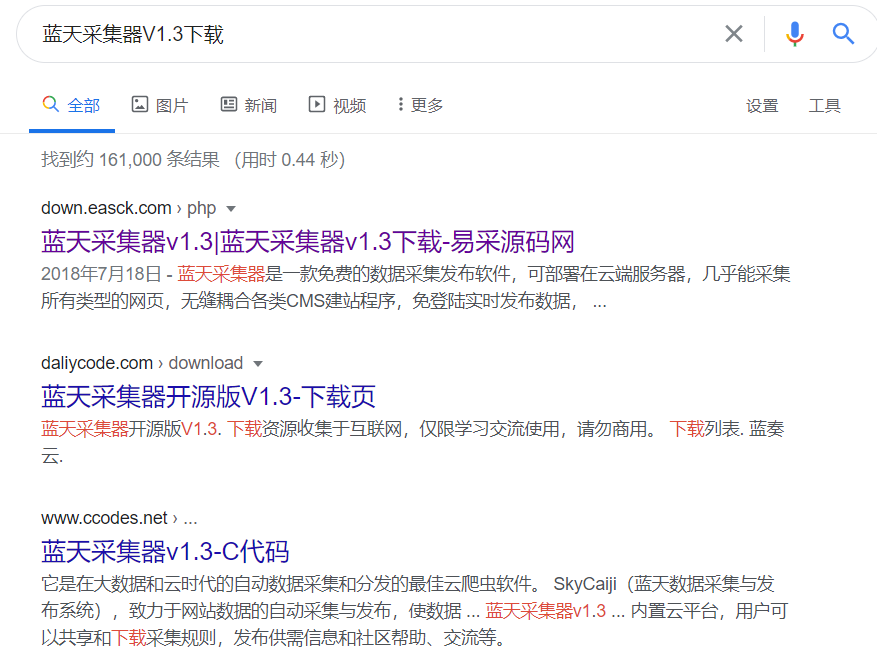 蓝天采集器V1.3下载
全部 图片 新闻 视频 更多 设置 工具
找到约 161,000 条结果 （用时 0.44 秒）
down.easck.com › php
蓝天采集器v1.3|蓝天采集器v1.3下载-易采源码网
2018年7月18日 - 蓝天采集器是一款免费的数据采集发布软件，可部署在云端服务器，几乎能采集
所有类型的网页，无缝耦合各类CMS建站程序，免登陆实时发布数据， ...
daliycode.com › download
蓝天采集器开源版V1.3-下载页
蓝天采集器开源版V1.3. 下载资源收集于互联网，仅限学习交流使用，请勿商用。 下载列表. 蓝奏
云.
www.ccodes.net › ...
蓝天采集器v1.3-C代码
它是在大数据和云时代的自动数据采集和分发的最佳云爬虫软件。 SkyCaiji（蓝天数据采集与发
布系统），致力于网站数据的自动采集与发布，使数据 ... 蓝天采集器v1.3 ... 内置云平台，用户可
以共享和下载采集规则，发布供需信息和社区帮助、交流等。